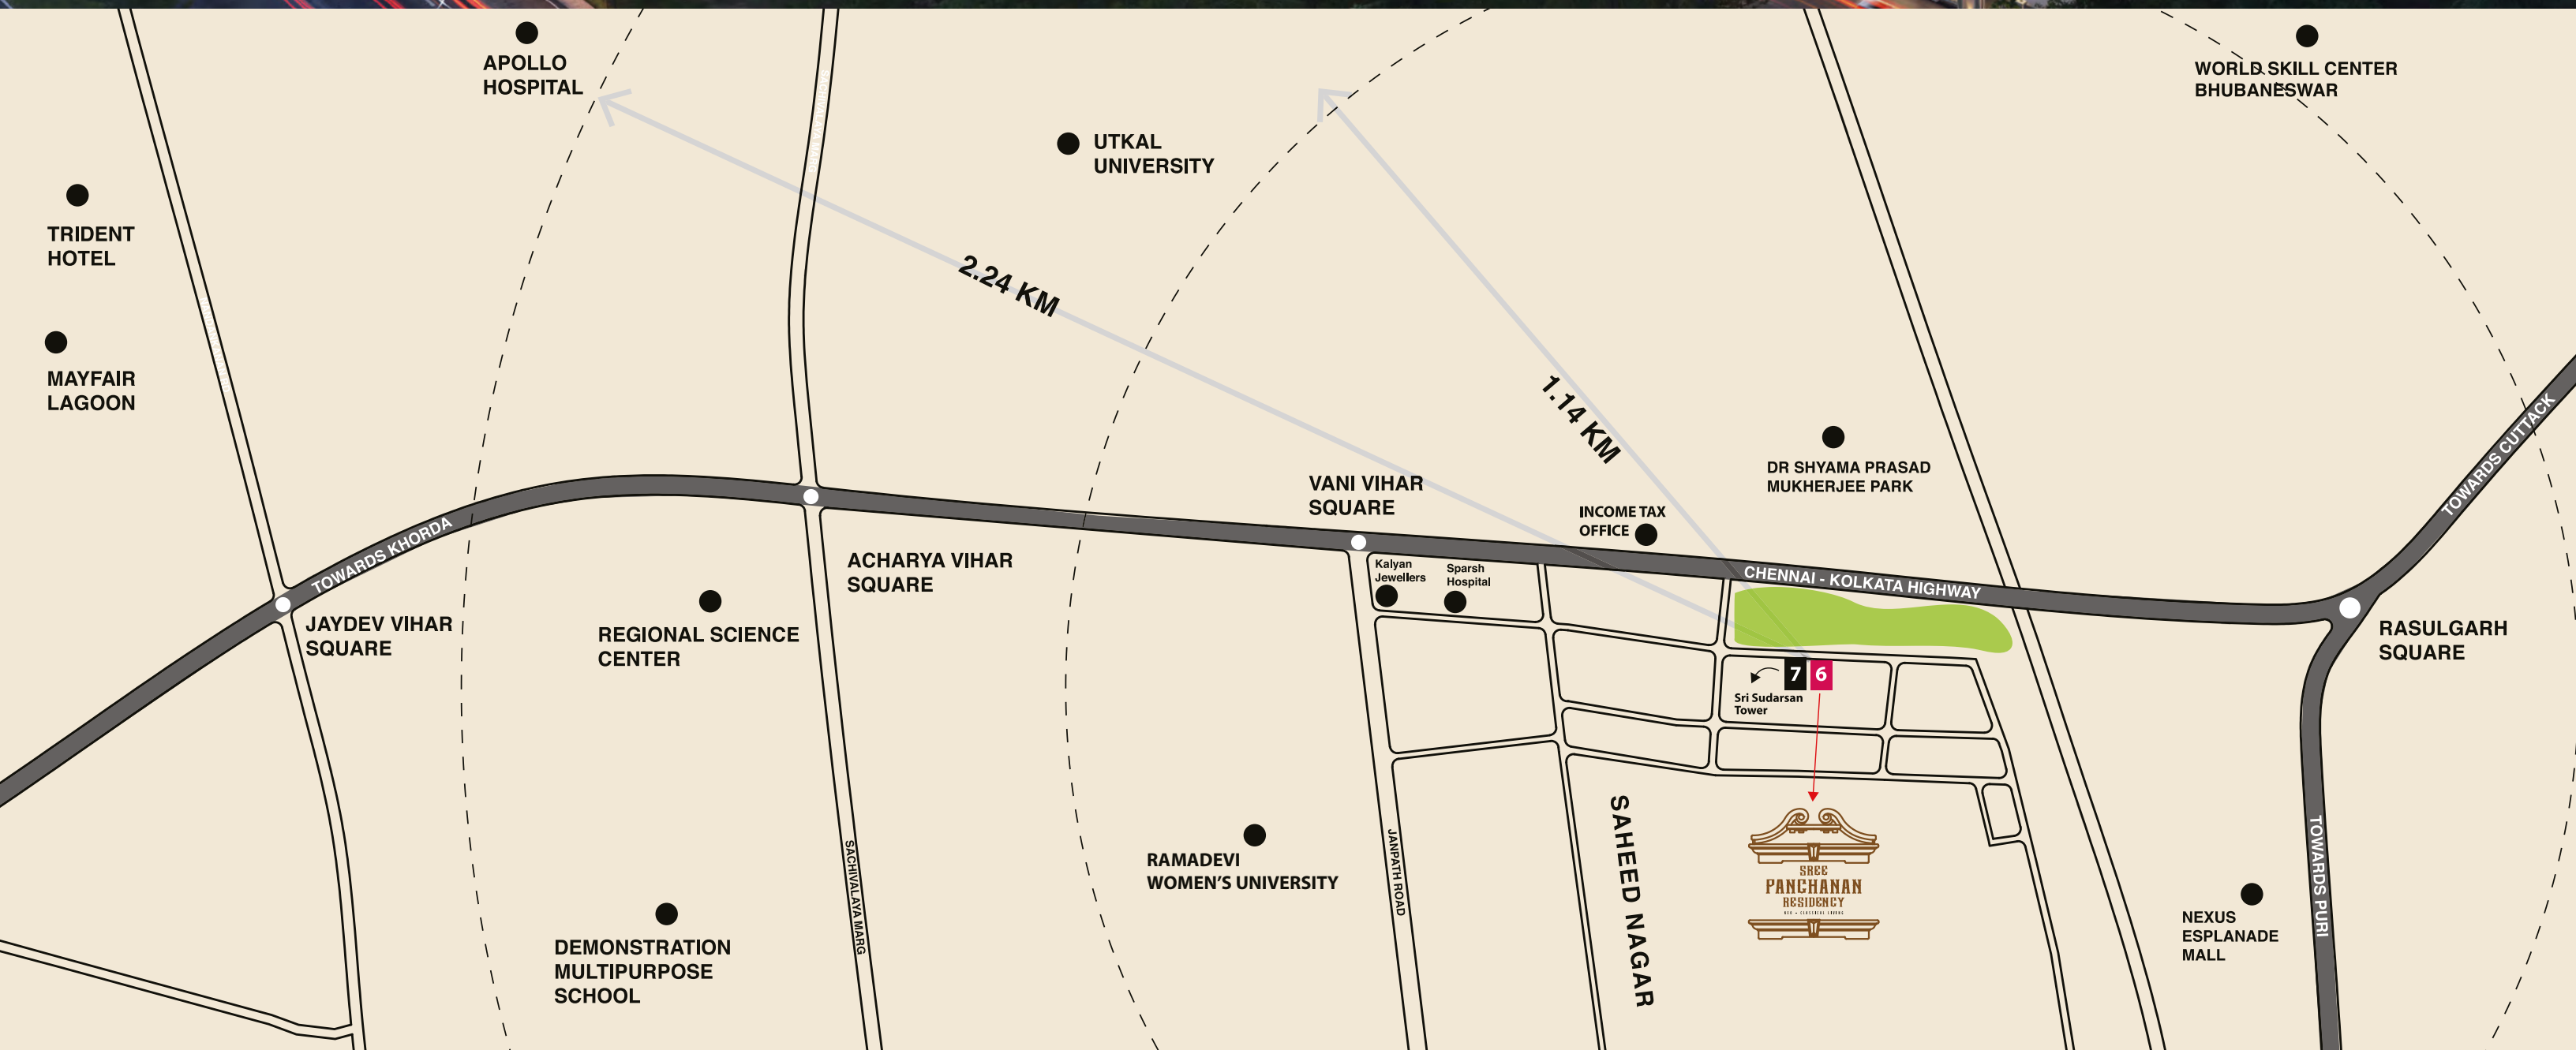 APOLLO
HOSPITAL
WORLD SKILL CENTER
BHUBANESWAR
UTKAL
UNIVERSITY
TRIDENT
HOTEL
2.24 KM
MAYFAIR
LAGOON
1.14 KM
TOWARDS CUTTACK
DR SHYAMA PRASAD
MUKHERJEE PARK
VANI VIHAR
SQUARE
INCOME TAX
OFFICE
TOWARDS KHORDA
ACHARYA VIHAR
SQUARE
Kalyan
Jewellers
Sparsh
Hospital
CHENNAI - KOLKATA HIGHWAY
JAYDEV VIHAR
SQUARE
REGIONAL SCIENCE
CENTER
RASULGARH
SQUARE
7 6
Sri Sudarsan
Tower
SAHEED NAGAR
SACHIVALAYA MARG
JANPATH ROAD
TOWARDS PURI
RAMADEVI
WOMEN'S UNIVERSITY
SREE
PANCHANAN
RESIDENCY
NEXUS
ESPLANADE
MALL
DEMONSTRATION
MULTIPURPOSE
SCHOOL